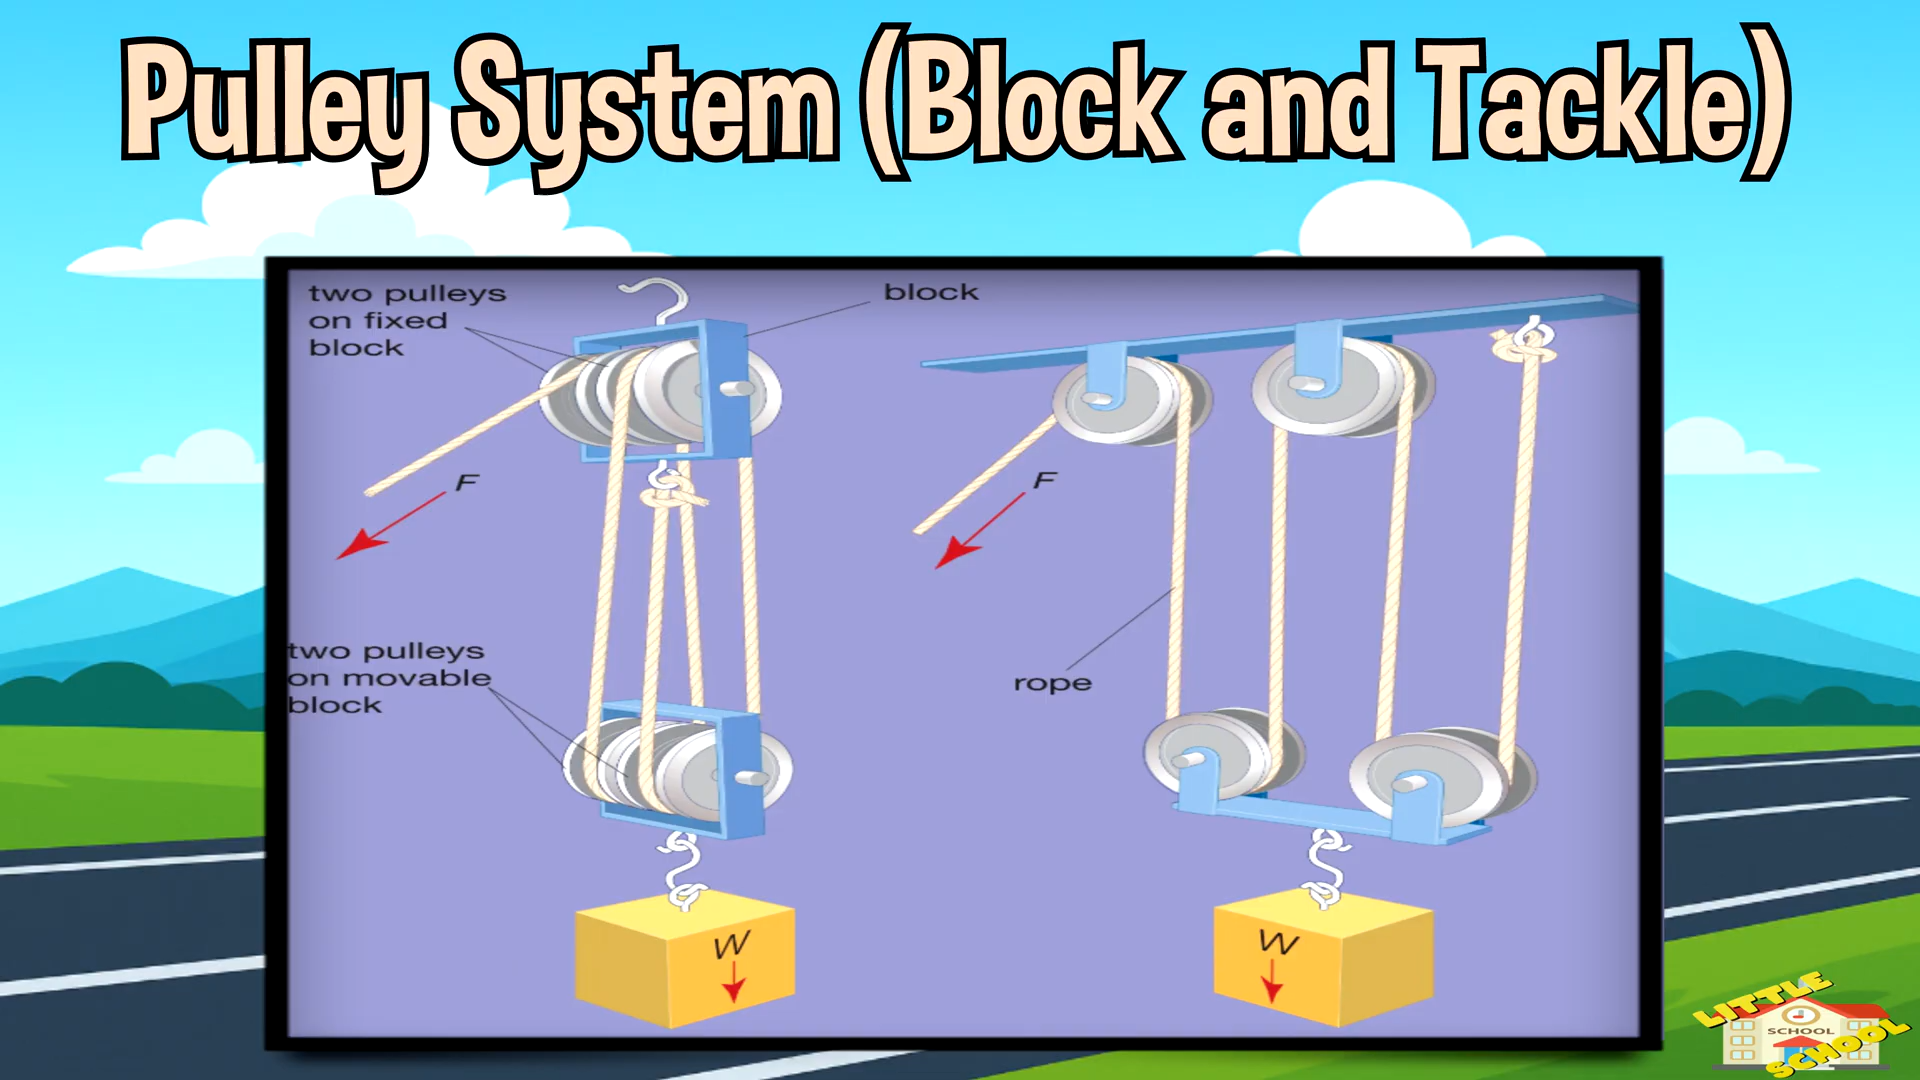 Pulley System (Block and Tackle)
two pulleys
on fixed
block
block
F
F
two pulleys
on movable
block
rope
W
W
LITTLE
SCHOOL
SCHOOL